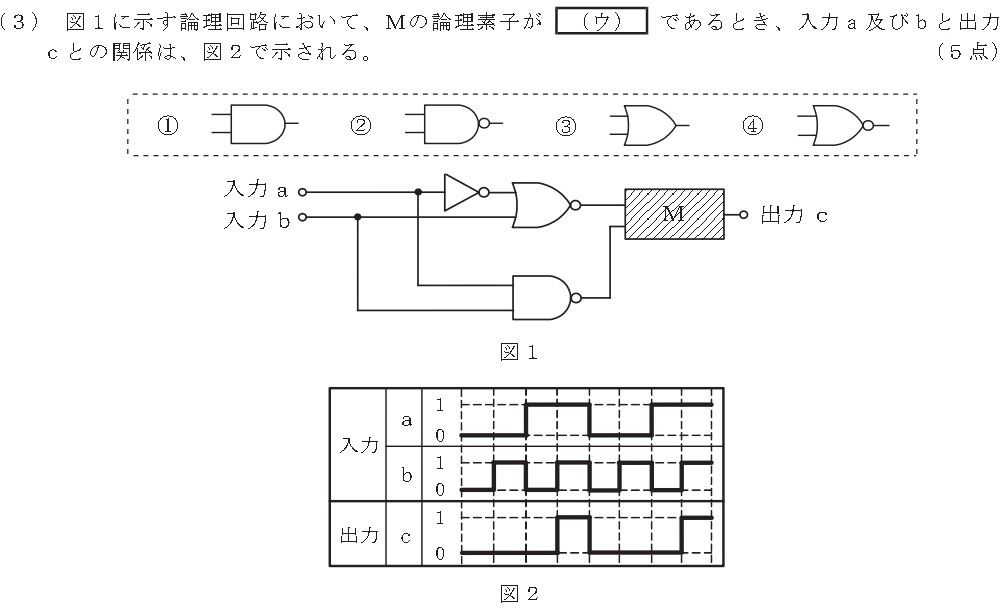 (3) 図1に示す論理回路において、Mの論理素子が (ウ) であるとき、入力a及びbと出力
cとの関係は、図2で示される。 (5点)
① ② ③ ④
入力 a
入力 b
M 出力 c
図1
入力 a 1 0
b 1 0
出力 c 1 0
図2